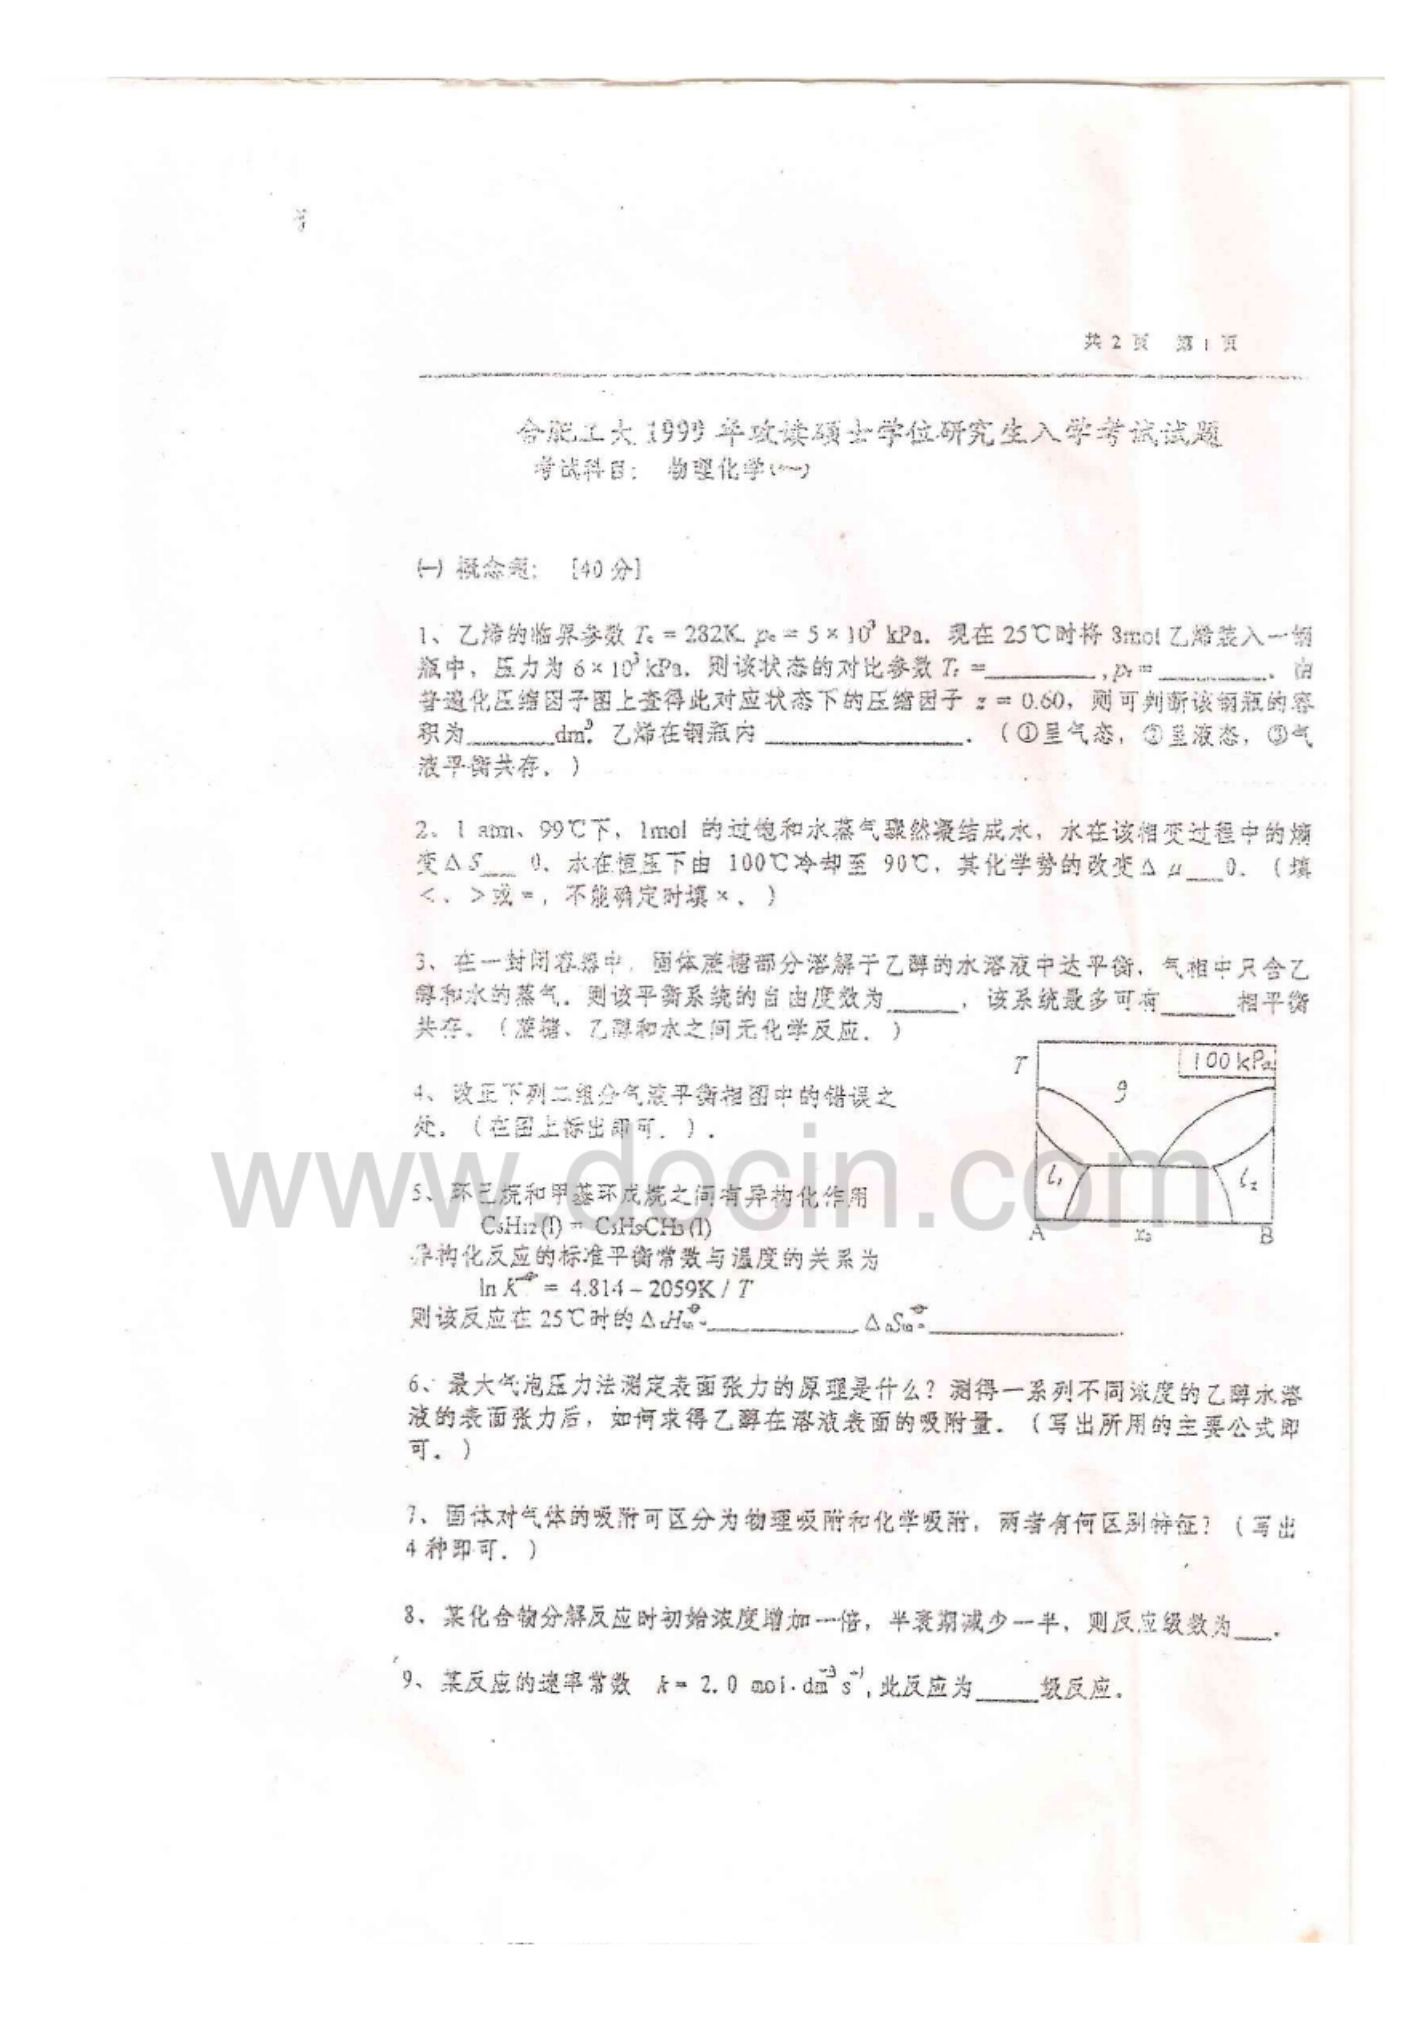 共 2 页 第 1 页
合肥工大 1999 年攻读硕士学位研究生入学考试试题
考试科目: 物理化学(一)
(一) 概念题: [40 分]
1、乙烯的临界参数 Tc = 282K. pc = 5 × 10³ kPa. 现在 25℃时将 3mol 乙烯装入一钢
瓶中, 压力为 6 × 10³ kPa. 则该状态的对比参数 Tr =________, pr = ________. 由
普遍化压缩因子图上查得此对应状态下的压缩因子 z = 0.60, 则可判断该钢瓶的容
积为______dm³. 乙烯在钢瓶内 ______________. (①呈气态, ②呈液态, ③气
液平衡共存. )
2、1 atm、99℃下, 1mol 的过饱和水蒸气骤然凝结成水, 水在该相变过程中的熵
变 Δ S___ 0. 水在恒压下由 100℃冷却至 90℃, 其化学势的改变 Δ μ___0. (填
<、>或 =, 不能确定时填 ×、)
3、在一封闭容器中, 固体蔗糖部分溶解于乙醇的水溶液中达平衡, 气相中只含乙
醇和水的蒸气. 则该平衡系统的自由度数为______, 该系统最多可有______相平衡
共存. (蔗糖、乙醇和水之间无化学反应. )
T
100 kPa
g
4、改正下列二组分气液平衡相图中的错误之
处. (在图上标出即可. ).
l₁
l₂
A
B
www.docin.com
5、环己烷和甲基环戊烷之间有异构化作用
C₆H₁₂ (l) = C₅H₉CH₃ (l)
异构化反应的标准平衡常数与温度的关系为
ln K⊖ = 4.814 – 2059K / T
则该反应在 25℃时的 ΔrHm⊖=____________. ΔrSm⊖=______________.
6、最大气泡压力法测定表面张力的原理是什么? 测得一系列不同浓度的乙醇水溶
液的表面张力后, 如何求得乙醇在溶液表面的吸附量. (写出所用的主要公式即
可. )
7、固体对气体的吸附可区分为物理吸附和化学吸附, 两者有何区别特征? (写出
4 种即可. )
8、某化合物分解反应时初始浓度增加一倍, 半衰期减少一半, 则反应级数为___.
9、某反应的速率常数 k = 2.0 mol·dm⁻³ s⁻¹, 此反应为_____级反应.